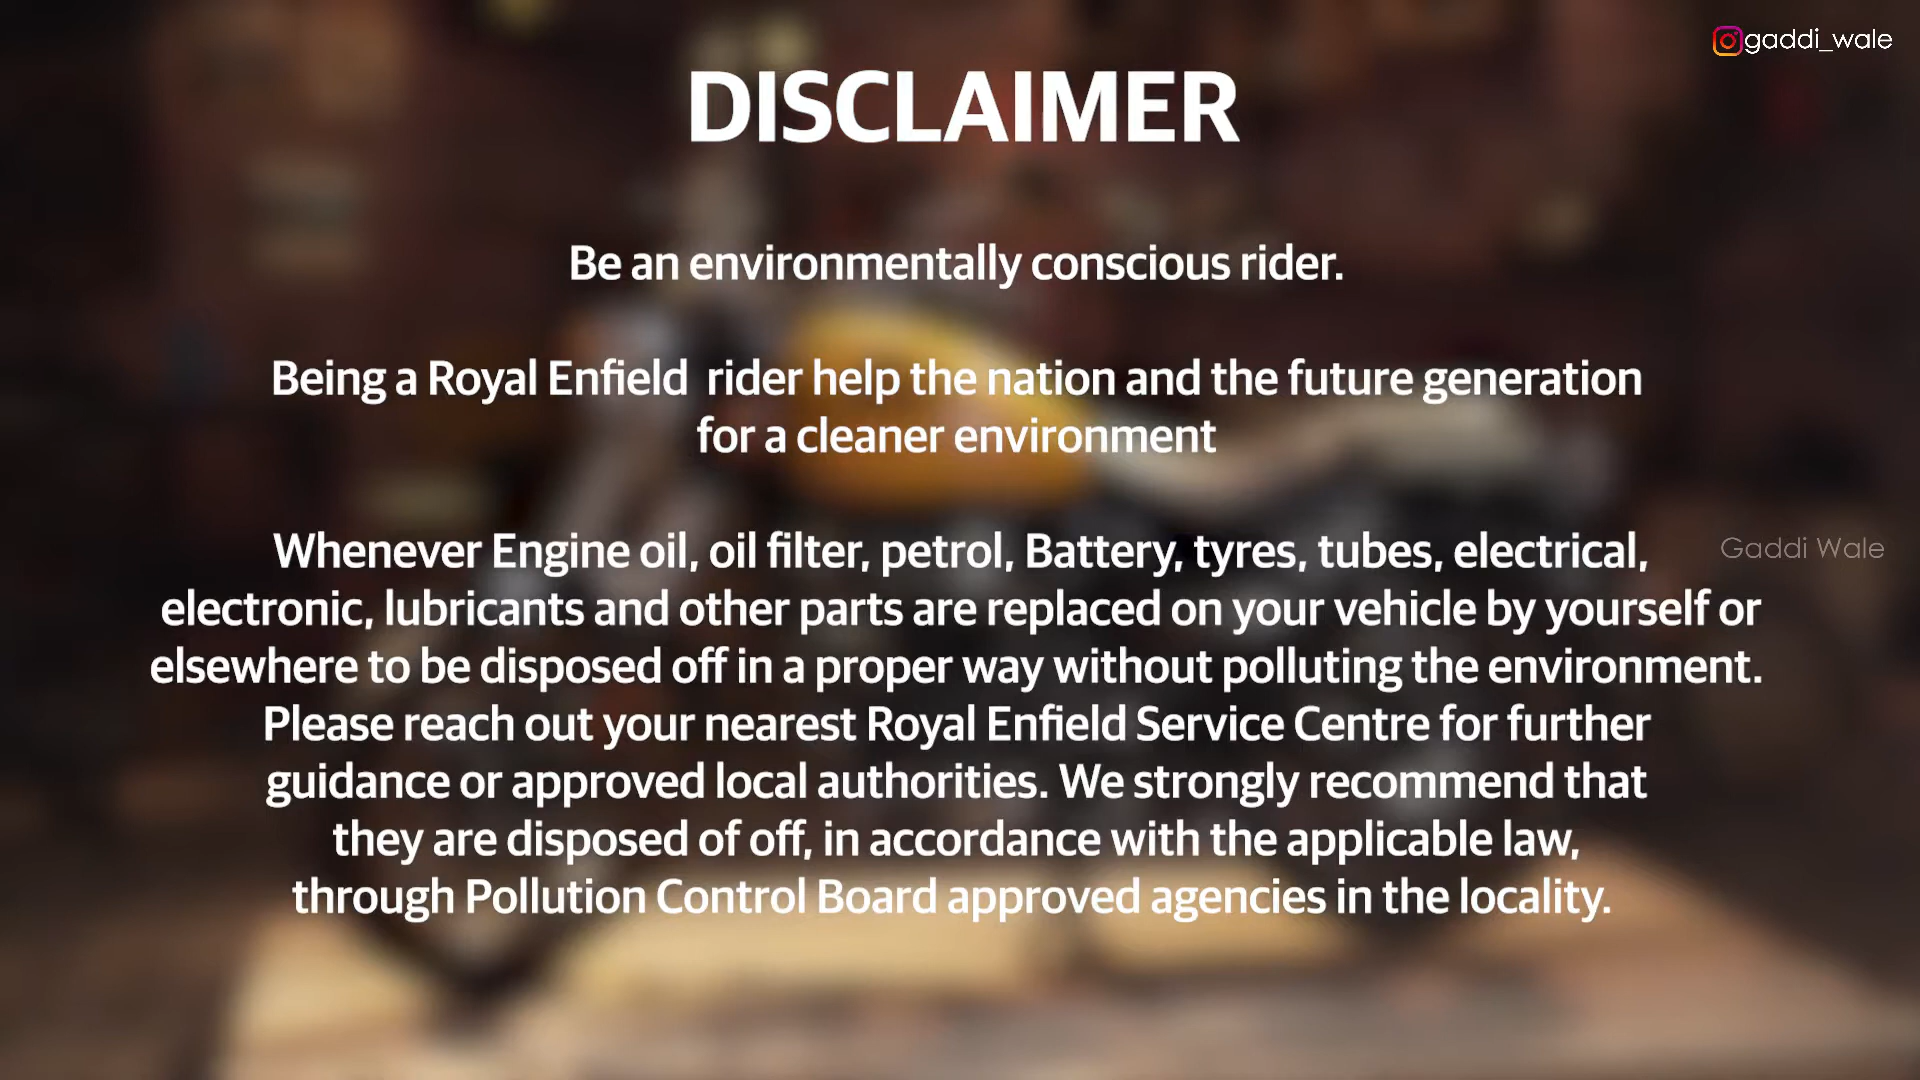 gaddi_wale
DISCLAIMER
Be an environmentally conscious rider.
Being a Royal Enfield rider help the nation and the future generation
for a cleaner environment
Whenever Engine oil, oil filter, petrol, Battery, tyres, tubes, electrical,
Gaddi Wale
electronic, lubricants and other parts are replaced on your vehicle by yourself or
elsewhere to be disposed off in a proper way without polluting the environment.
Please reach out your nearest Royal Enfield Service Centre for further
guidance or approved local authorities. We strongly recommend that
they are disposed of off, in accordance with the applicable law,
through Pollution Control Board approved agencies in the locality.